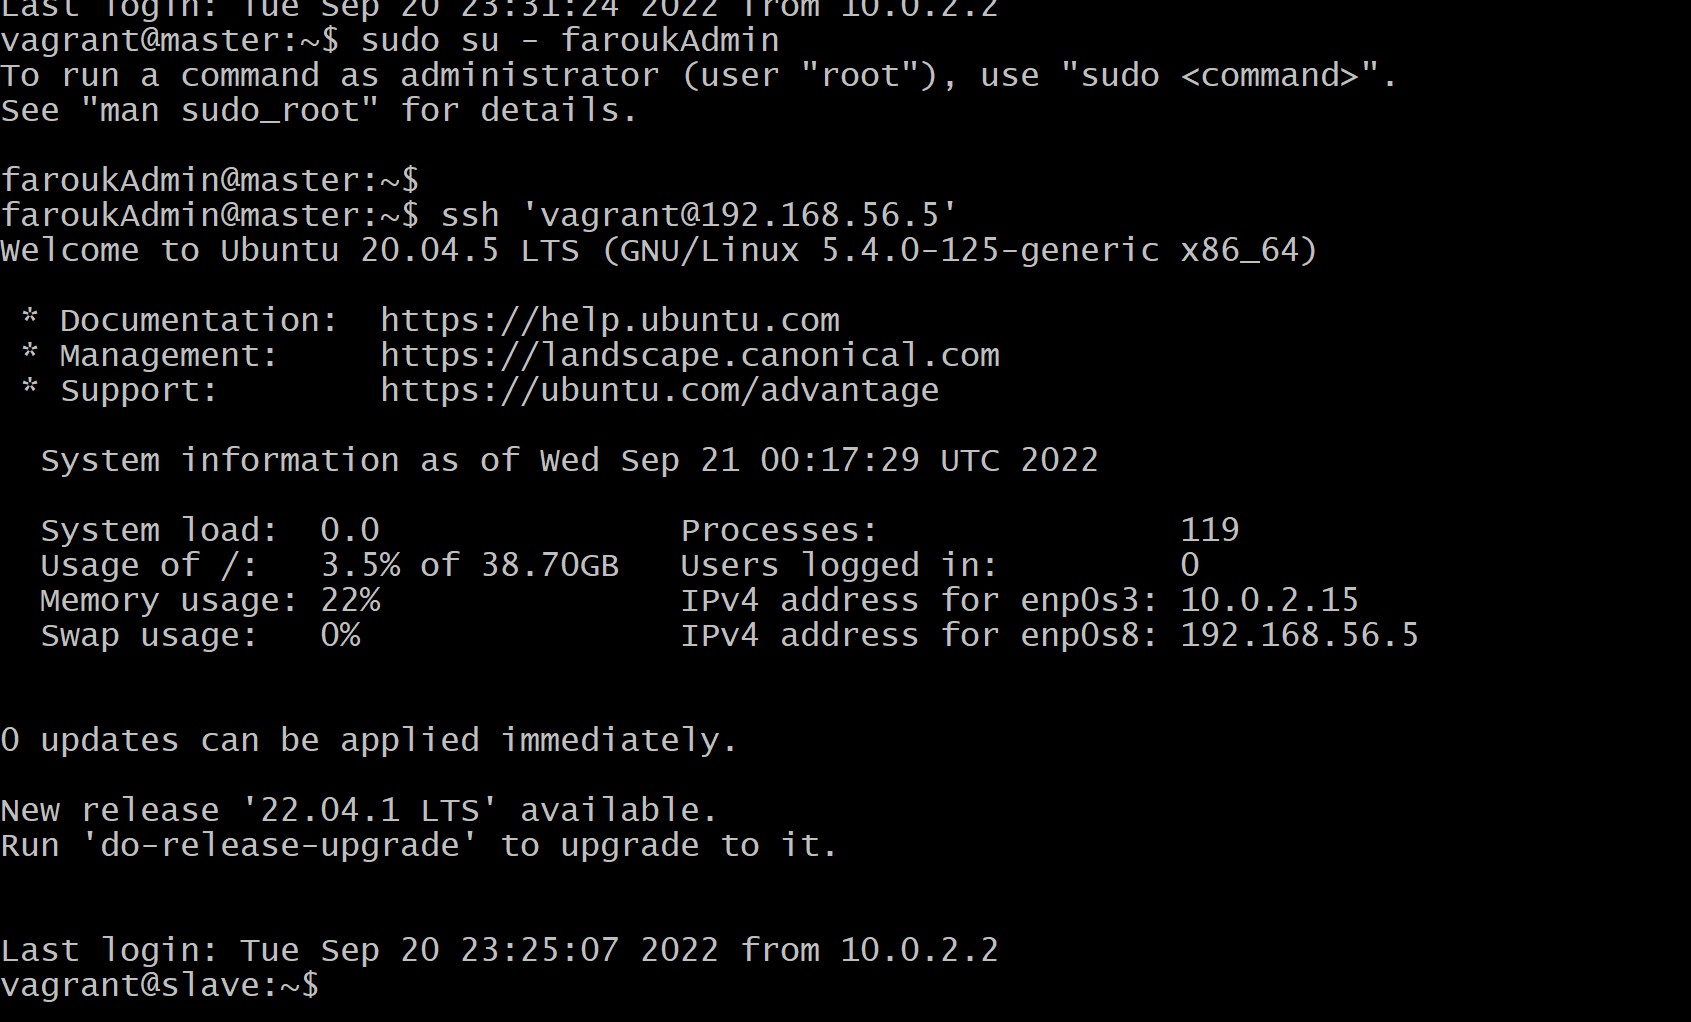 Last login: Tue Sep 20 23:31:24 2022 from 10.0.2.2
vagrant@master:~$ sudo su - faroukAdmin
To run a command as administrator (user "root"), use "sudo <command>".
See "man sudo_root" for details.

faroukAdmin@master:~$
faroukAdmin@master:~$ ssh 'vagrant@192.168.56.5'
Welcome to Ubuntu 20.04.5 LTS (GNU/Linux 5.4.0-125-generic x86_64)

 * Documentation:  https://help.ubuntu.com
 * Management:     https://landscape.canonical.com
 * Support:        https://ubuntu.com/advantage

  System information as of Wed Sep 21 00:17:29 UTC 2022

  System load:  0.0               Processes:               119
  Usage of /:   3.5% of 38.70GB   Users logged in:         0
  Memory usage: 22%               IPv4 address for enp0s3: 10.0.2.15
  Swap usage:   0%                IPv4 address for enp0s8: 192.168.56.5


0 updates can be applied immediately.

New release '22.04.1 LTS' available.
Run 'do-release-upgrade' to upgrade to it.


Last login: Tue Sep 20 23:25:07 2022 from 10.0.2.2
vagrant@slave:~$